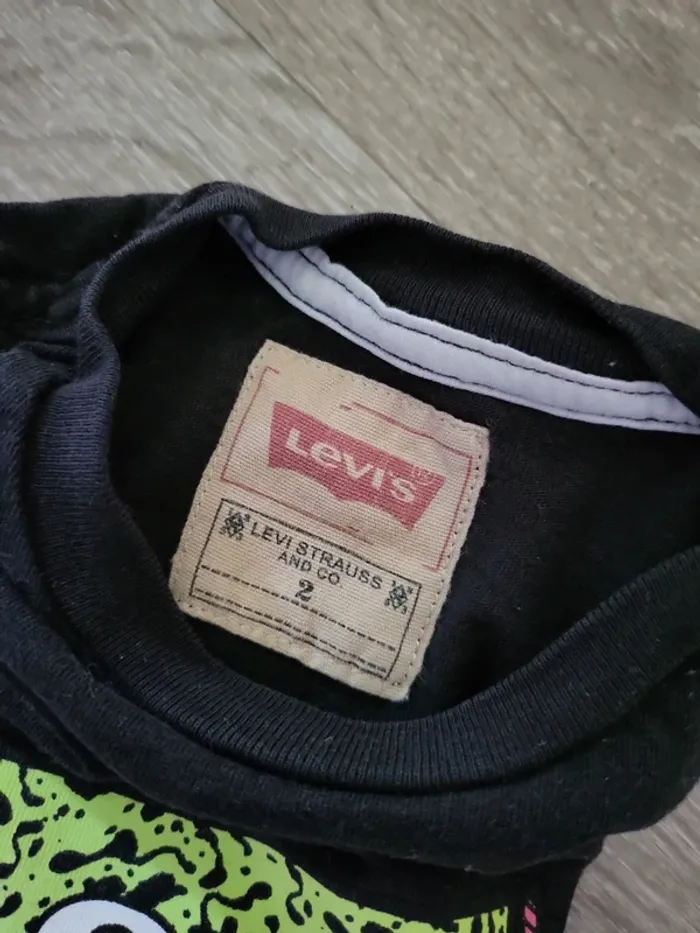 LEVI'S
LEVI STRAUSS
AND CO.
2